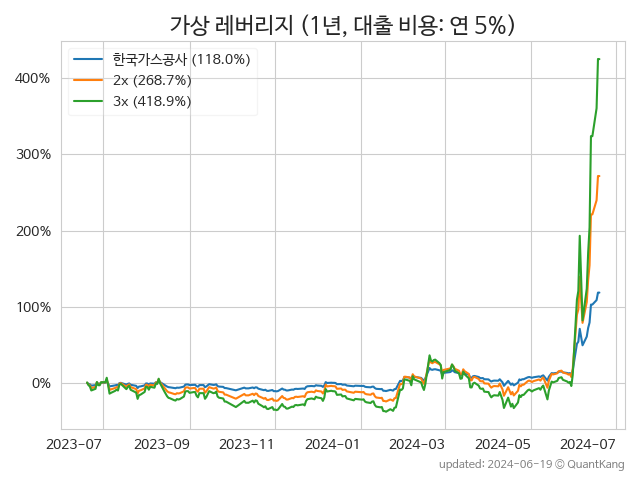 가상 레버리지 (1년, 대출 비용: 연 5%)
한국가스공사 (118.0%)
2x (268.7%)
3x (418.9%)
400%
300%
200%
100%
0%
2023-07 2023-09 2023-11 2024-01 2024-03 2024-05 2024-07
updated: 2024-06-19 © QuantKang